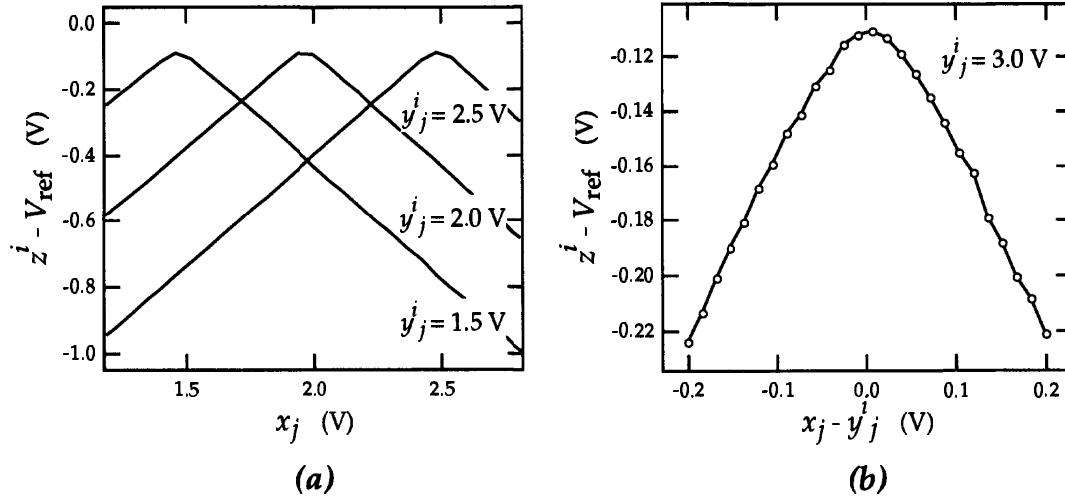 0.0
-0.2
-0.4
-0.6
-0.8
-1.0
z^i - V_ref (V)
y^i_j = 2.5 V
y^i_j = 2.0 V
y^i_j = 1.5 V
1.5 2.0 2.5
x_j (V)
(a)
-0.12
-0.14
-0.16
-0.18
-0.20
-0.22
z^i - V_ref (V)
y^i_j = 3.0 V
-0.2 -0.1 0.0 0.1 0.2
x_j - y^i_j (V)
(b)